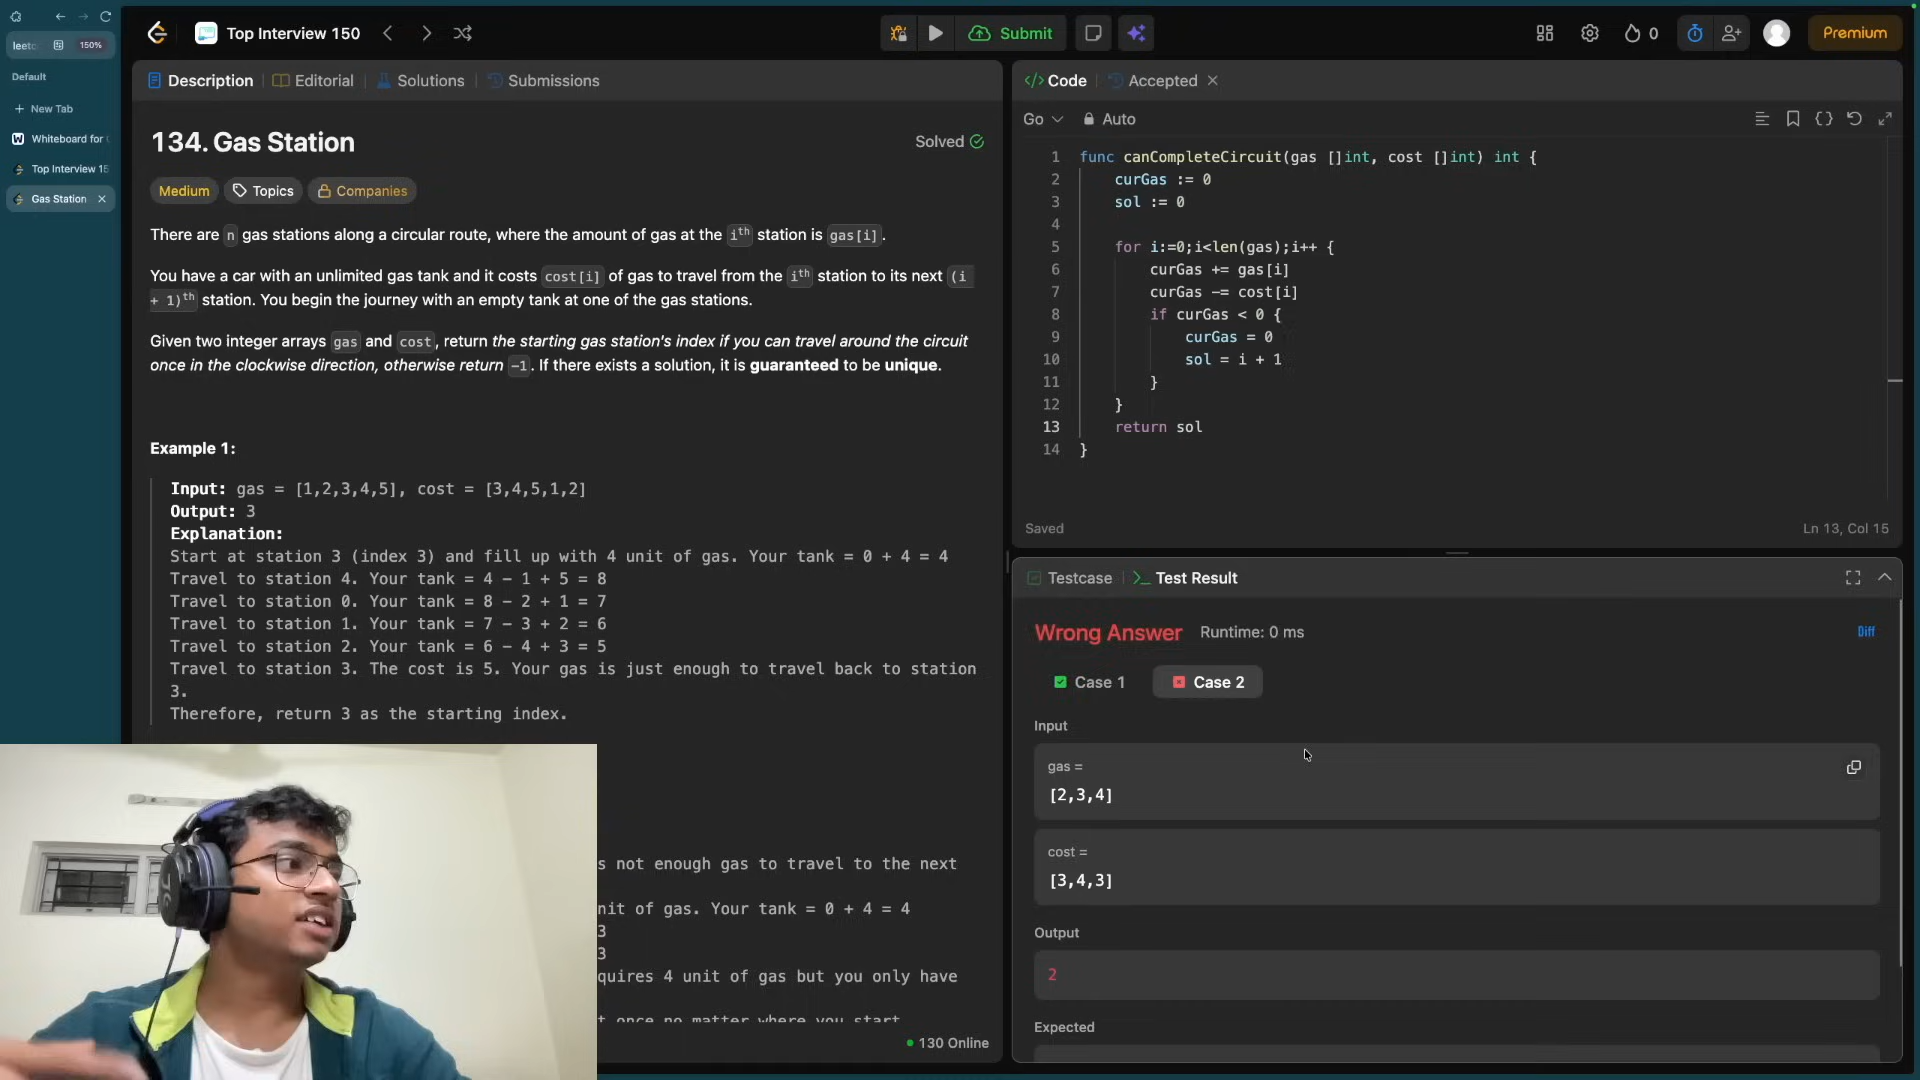 leetc
150%
Default
+ New Tab
Whiteboard for
Top Interview 15
Gas Station
Top Interview 150
Submit
0
Premium
Description
Editorial
Solutions
Submissions
134. Gas Station
Solved
Medium
Topics
Companies
There are n gas stations along a circular route, where the amount of gas at the ith station is gas[i].
You have a car with an unlimited gas tank and it costs cost[i] of gas to travel from the ith station to its next (i
+ 1)th station. You begin the journey with an empty tank at one of the gas stations.
Given two integer arrays gas and cost, return the starting gas station's index if you can travel around the circuit
once in the clockwise direction, otherwise return -1. If there exists a solution, it is guaranteed to be unique.
Example 1:
Input: gas = [1,2,3,4,5], cost = [3,4,5,1,2]
Output: 3
Explanation:
Start at station 3 (index 3) and fill up with 4 unit of gas. Your tank = 0 + 4 = 4
Travel to station 4. Your tank = 4 - 1 + 5 = 8
Travel to station 0. Your tank = 8 - 2 + 1 = 7
Travel to station 1. Your tank = 7 - 3 + 2 = 6
Travel to station 2. Your tank = 6 - 4 + 3 = 5
Travel to station 3. The cost is 5. Your gas is just enough to travel back to station
3.
Therefore, return 3 as the starting index.
s not enough gas to travel to the next
nit of gas. Your tank = 0 + 4 = 4
3
3
quires 4 unit of gas but you only have
t once no matter where you start
130 Online
</> Code
Accepted
Go
Auto
1 func canCompleteCircuit(gas []int, cost []int) int {
2 curGas := 0
3 sol := 0
4
5 for i:=0;i<len(gas);i++ {
6 curGas += gas[i]
7 curGas -= cost[i]
8 if curGas < 0 {
9 curGas = 0
10 sol = i + 1
11 }
12 }
13 return sol
14 }
Saved
Ln 13, Col 15
Testcase
Test Result
Wrong Answer
Runtime: 0 ms
Diff
Case 1
Case 2
Input
gas =
[2,3,4]
cost =
[3,4,3]
Output
2
Expected